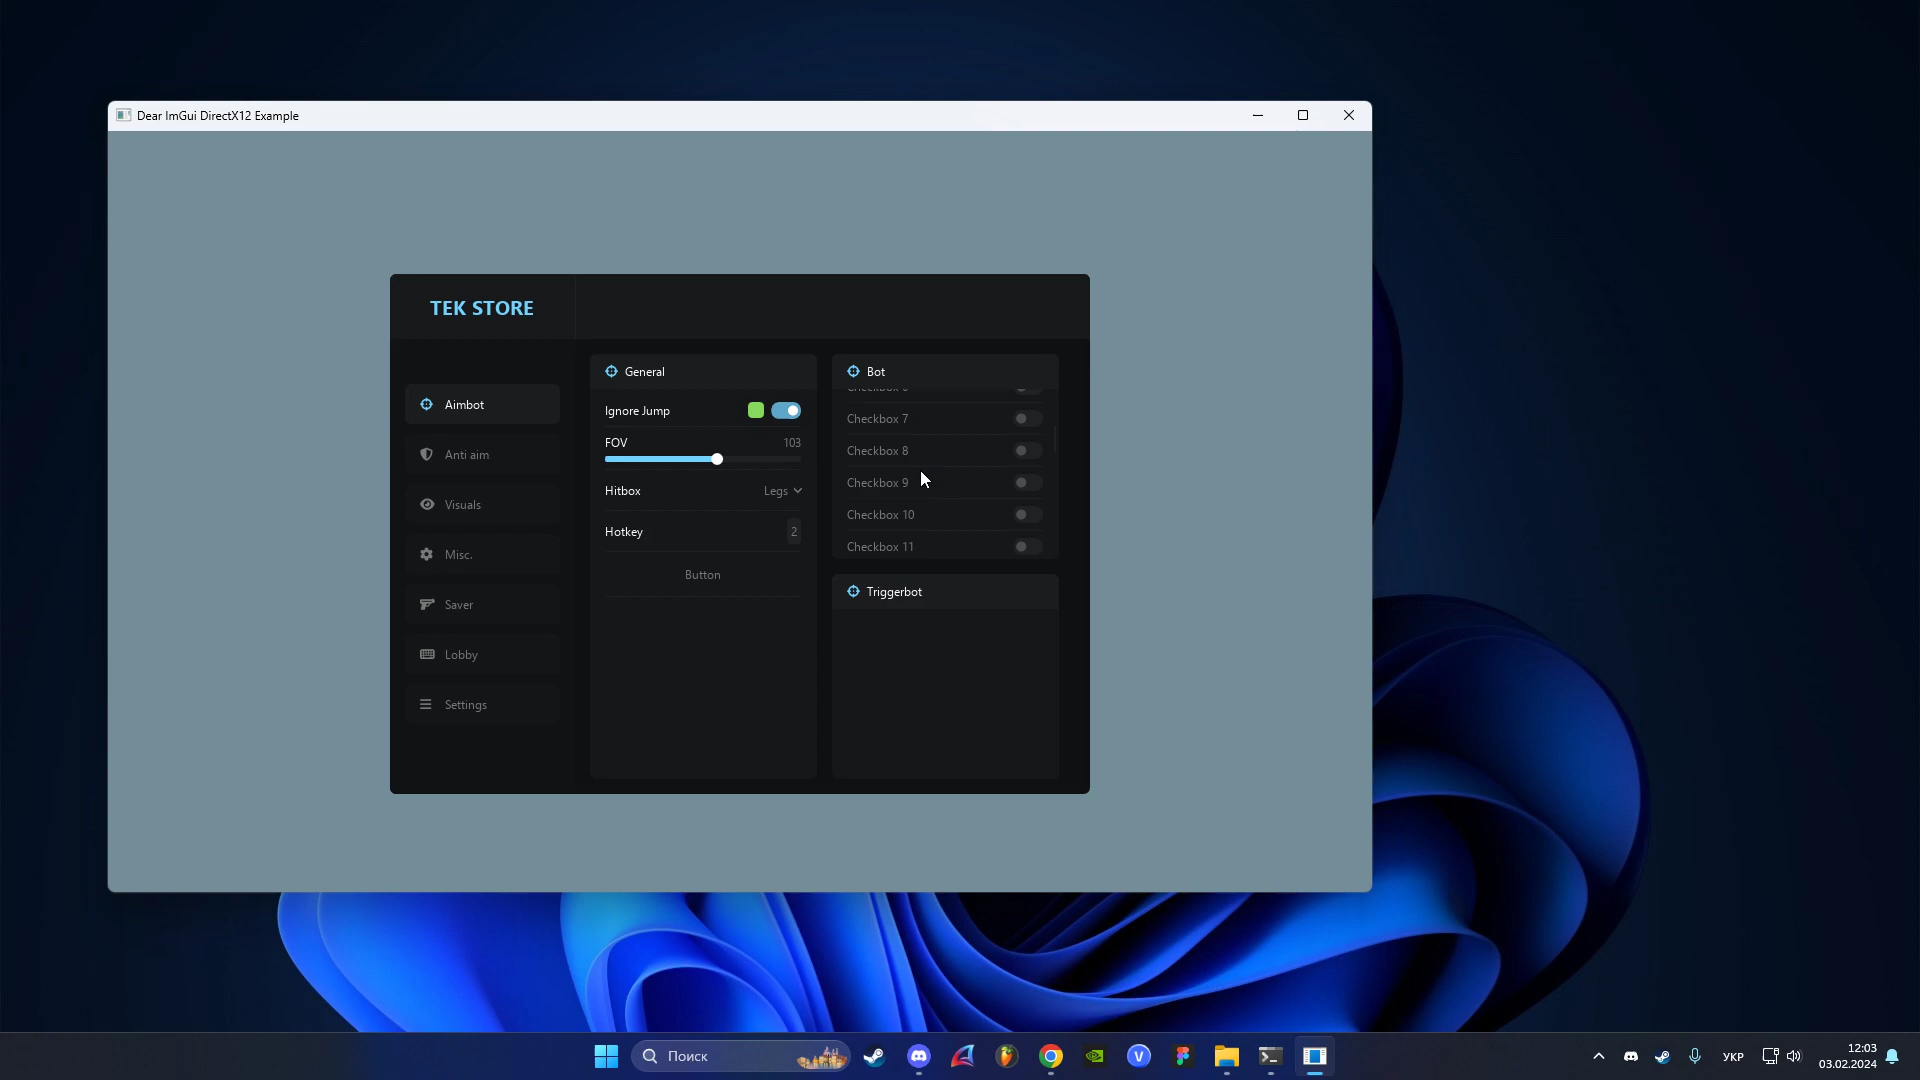 Dear ImGui DirectX12 Example
TEK STORE
Aimbot
Anti aim
Visuals
Misc.
Saver
Lobby
Settings
General
Ignore Jump
FOV 103
Hitbox Legs
Hotkey 2
Button
Bot
Checkbox 7
Checkbox 8
Checkbox 9
Checkbox 10
Checkbox 11
Triggerbot
Поиск
V
УКР
12:03
03.02.2024